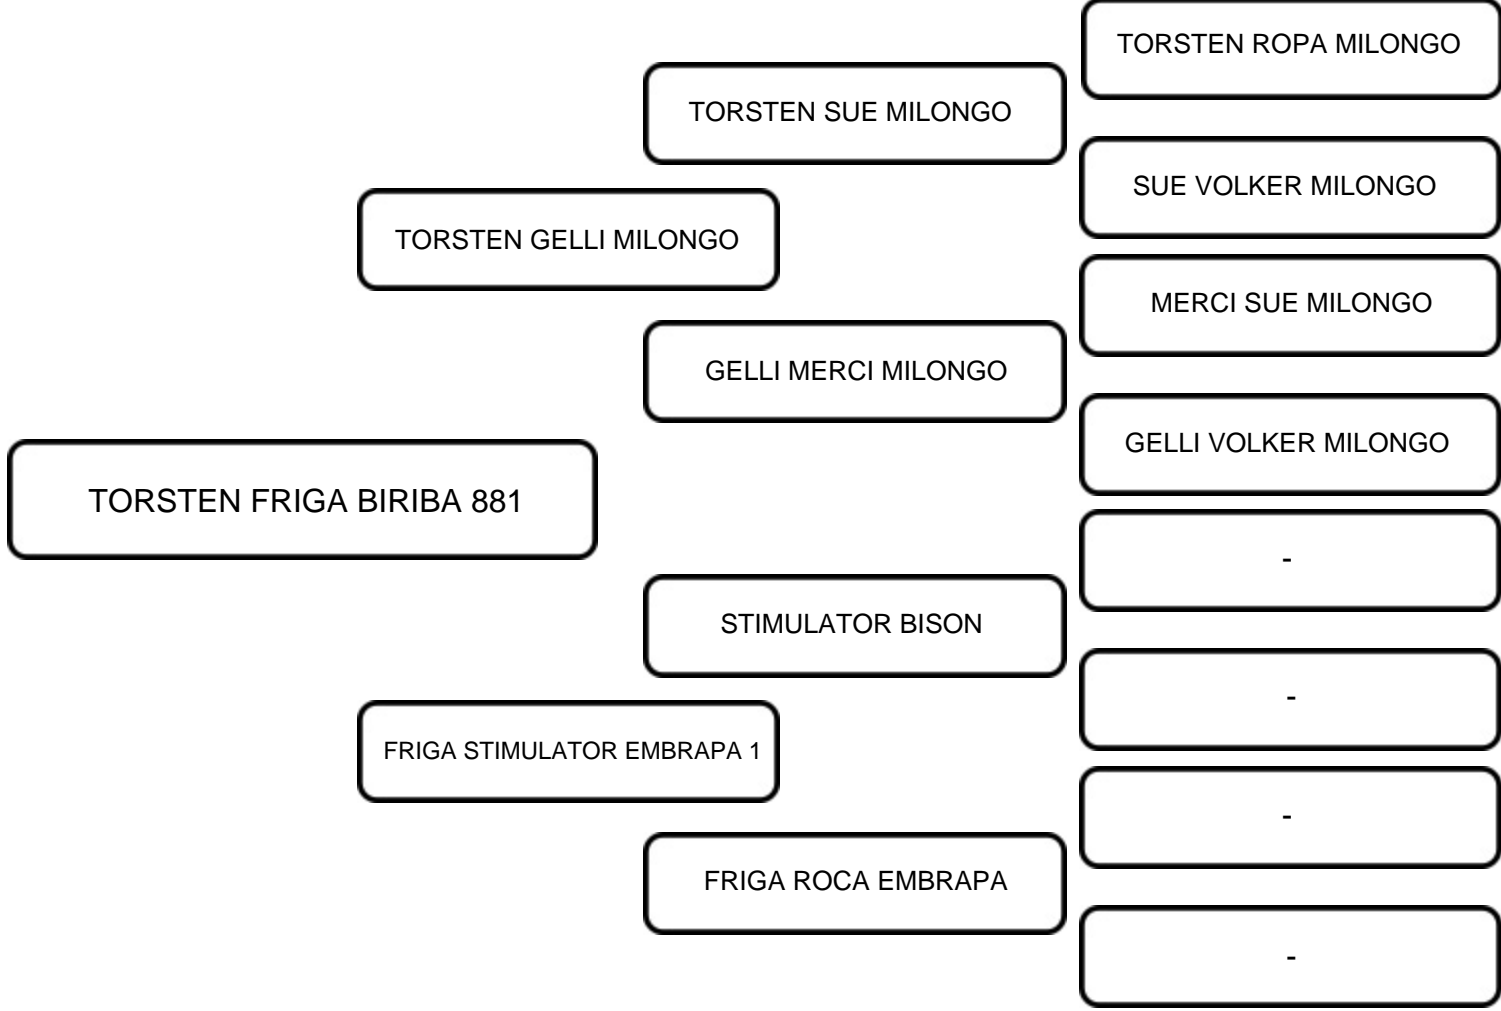 TORSTEN ROPA MILONGO
TORSTEN SUE MILONGO
SUE VOLKER MILONGO
TORSTEN GELLI MILONGO
MERCI SUE MILONGO
GELLI MERCI MILONGO
GELLI VOLKER MILONGO
TORSTEN FRIGA BIRIBA 881
-
STIMULATOR BISON
-
FRIGA STIMULATOR EMBRAPA 1
-
FRIGA ROCA EMBRAPA
-